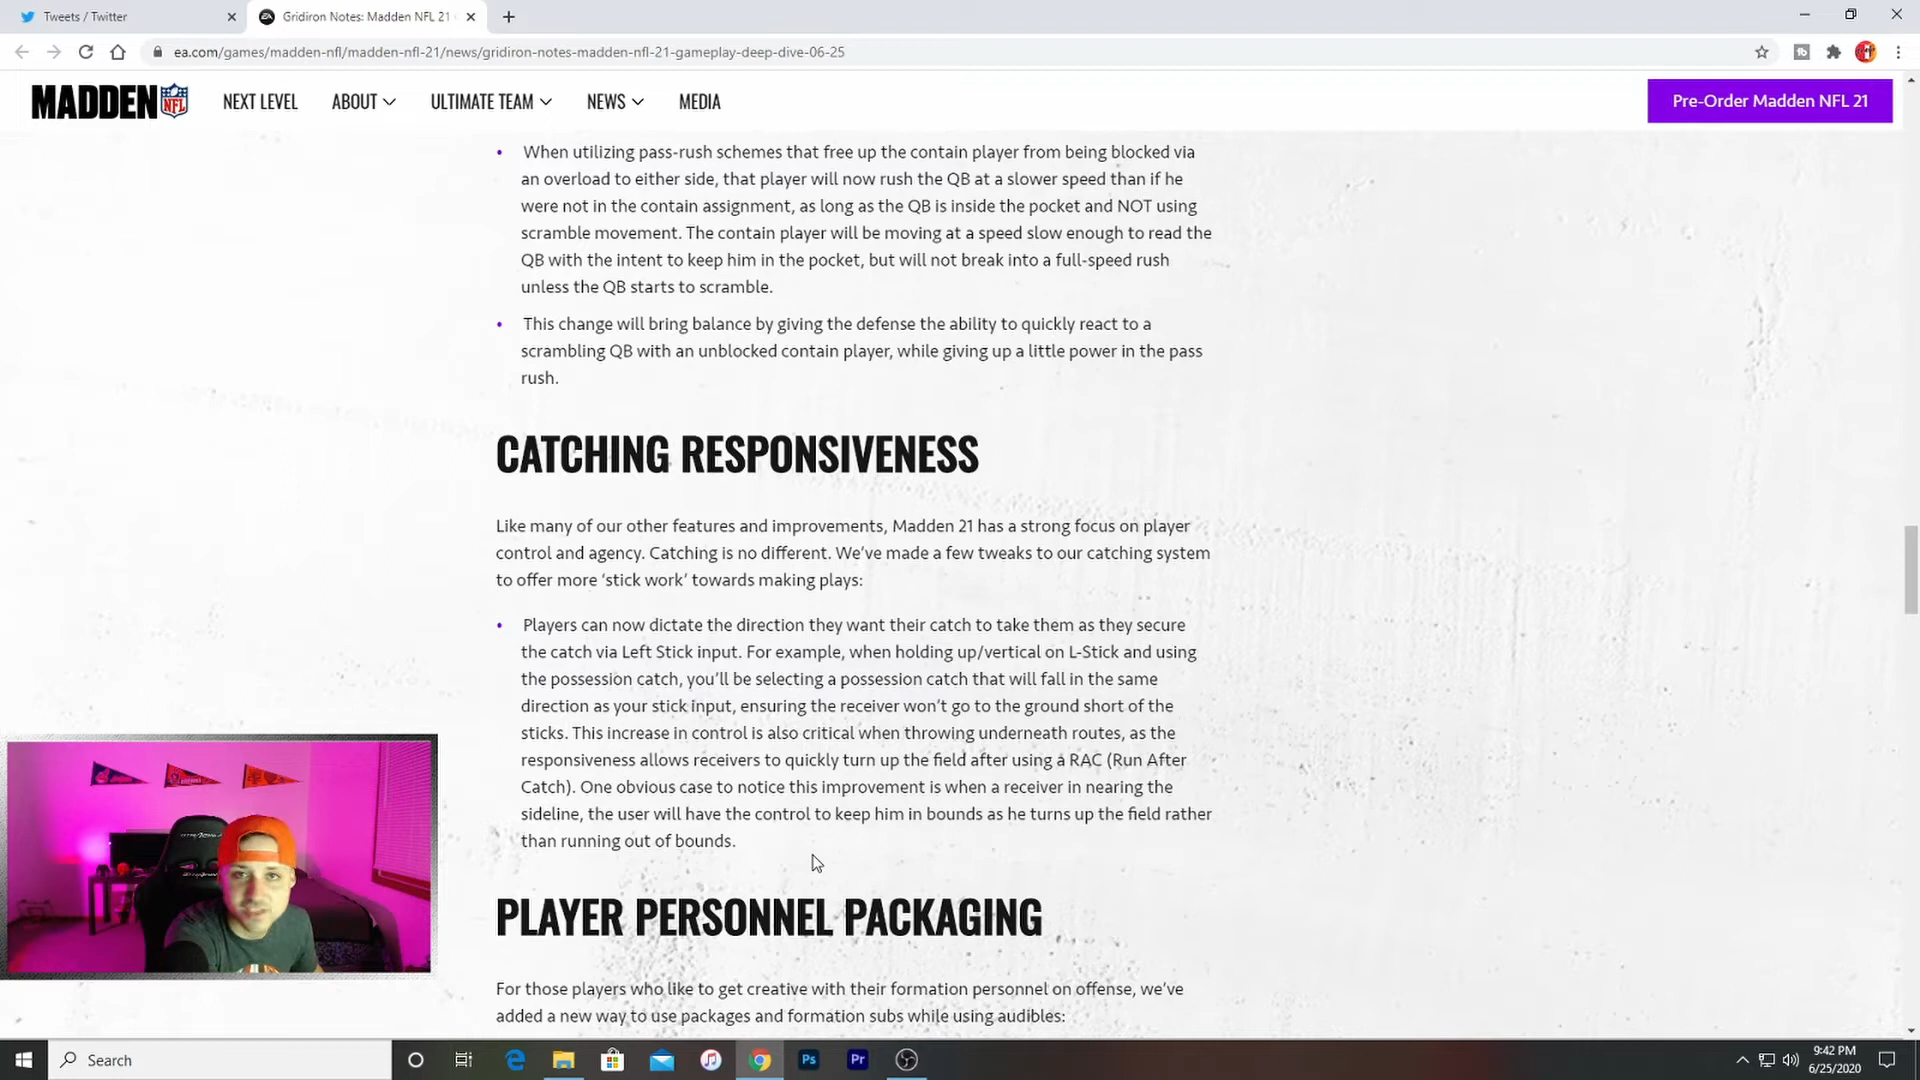 Tweets / Twitter
Gridiron Notes: Madden NFL 21
ea.com/games/madden-nfl/madden-nfl-21/news/gridiron-notes-madden-nfl-21-gameplay-deep-dive-06-25
MADDEN NFL
NEXT LEVEL
ABOUT
ULTIMATE TEAM
NEWS
MEDIA
Pre-Order Madden NFL 21
• When utilizing pass-rush schemes that free up the contain player from being blocked via
an overload to either side, that player will now rush the QB at a slower speed than if he
were not in the contain assignment, as long as the QB is inside the pocket and NOT using
scramble movement. The contain player will be moving at a speed slow enough to read the
QB with the intent to keep him in the pocket, but will not break into a full-speed rush
unless the QB starts to scramble.
• This change will bring balance by giving the defense the ability to quickly react to a
scrambling QB with an unblocked contain player, while giving up a little power in the pass
rush.
CATCHING RESPONSIVENESS
Like many of our other features and improvements, Madden 21 has a strong focus on player
control and agency. Catching is no different. We've made a few tweaks to our catching system
to offer more ‘stick work’ towards making plays:
• Players can now dictate the direction they want their catch to take them as they secure
the catch via Left Stick input. For example, when holding up/vertical on L-Stick and using
the possession catch, you'll be selecting a possession catch that will fall in the same
direction as your stick input, ensuring the receiver won't go to the ground short of the
sticks. This increase in control is also critical when throwing underneath routes, as the
responsiveness allows receivers to quickly turn up the field after using a RAC (Run After
Catch). One obvious case to notice this improvement is when a receiver in nearing the
sideline, the user will have the control to keep him in bounds as he turns up the field rather
than running out of bounds.
PLAYER PERSONNEL PACKAGING
For those players who like to get creative with their formation personnel on offense, we've
added a new way to use packages and formation subs while using audibles:
Search
Ps
Pr
9:42 PM
6/25/2020